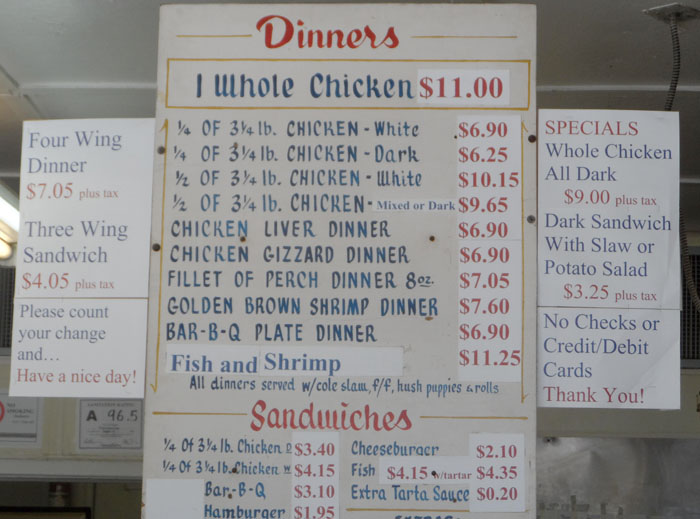 Dinners
1 Whole Chicken $11.00
1/4 OF 3 1/4 lb. CHICKEN - White $6.90
1/4 OF 3 1/4 lb. CHICKEN - Dark $6.25
1/2 OF 3 1/4 lb. CHICKEN - White $10.15
1/2 OF 3 1/4 lb. CHICKEN - Mixed or Dark $9.65
CHICKEN LIVER DINNER $6.90
CHICKEN GIZZARD DINNER $6.90
FILLET OF PERCH DINNER 8oz. $7.05
GOLDEN BROWN SHRIMP DINNER $7.60
BAR-B-Q PLATE DINNER $6.90
Fish and Shrimp $11.25
All dinners served w/cole slaw, f/f, hush puppies & rolls
Sandwiches
1/4 Of 3 1/4 lb. Chicken D $3.40
1/4 Of 3 1/4 lb. Chicken W $4.15
Bar-B-Q $3.10
Hamburger $1.95
Cheeseburger $2.10
Fish $4.15 w/tartar $4.35
Extra Tarta Sauce $0.20
Four Wing
Dinner
$7.05 plus tax
Three Wing
Sandwich
$4.05 plus tax
Please count
your change
and...
Have a nice day!
A 96.5
SPECIALS
Whole Chicken
All Dark
$9.00 plus tax
Dark Sandwich
With Slaw or
Potato Salad
$3.25 plus tax
No Checks or
Credit/Debit
Cards
Thank You!